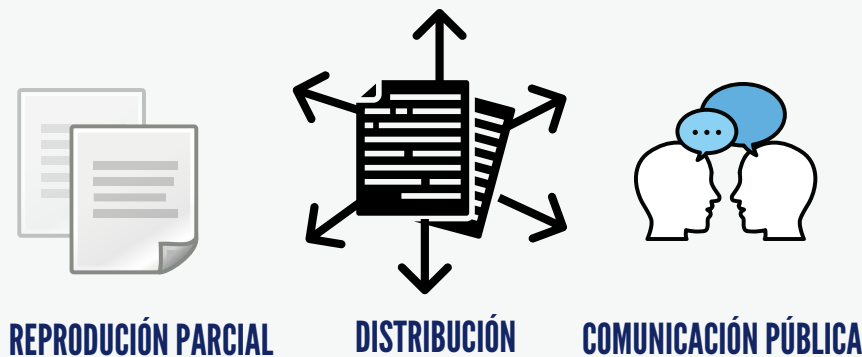 REPRODUCIÓN PARCIAL
DISTRIBUCIÓN
COMUNICACIÓN PÚBLICA